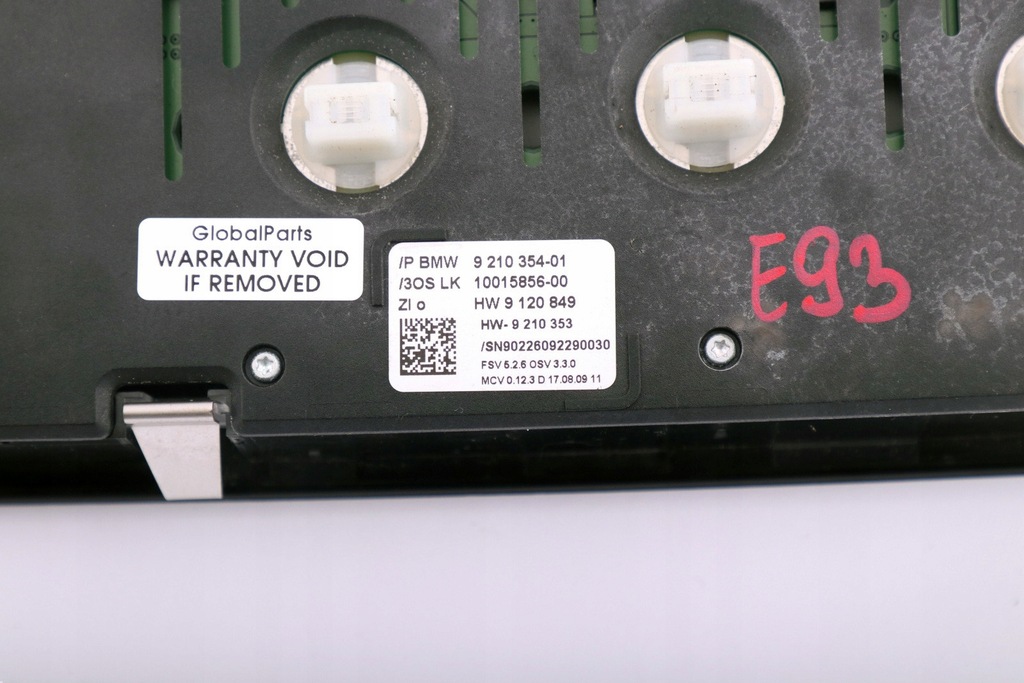 GlobalParts
WARRANTY VOID
IF REMOVED
/P BMW 9 210 354-01
/3OS LK 10015856-00
ZI o HW 9 120 849
HW- 9 210 353
/SN90226092290030
FSV 5.2.6 OSV 3.3.0
MCV 0.12.3 D 17.08.09 11
E93